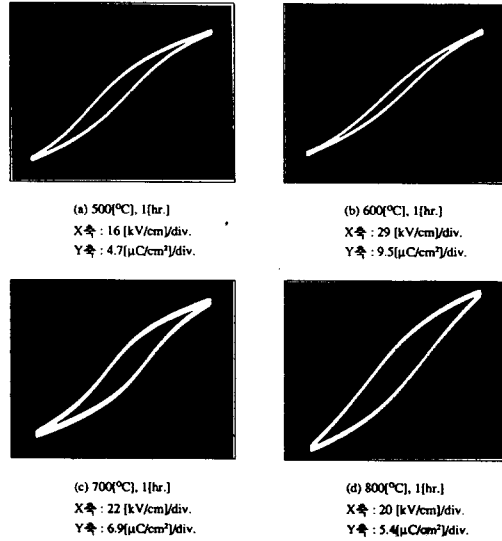 (a) 500[°C], 1[hr.]
X축 : 16 [kV/cm]/div.
Y축 : 4.7[μC/cm²]/div.
(b) 600[°C], 1[hr.]
X축 : 29 [kV/cm]/div.
Y축 : 9.5[μC/cm²]/div.
(c) 700[°C], 1[hr.]
X축 : 22 [kV/cm]/div.
Y축 : 6.9[μC/cm²]/div.
(d) 800[°C], 1[hr.]
X축 : 20 [kV/cm]/div.
Y축 : 5.4[μC/cm²]/div.